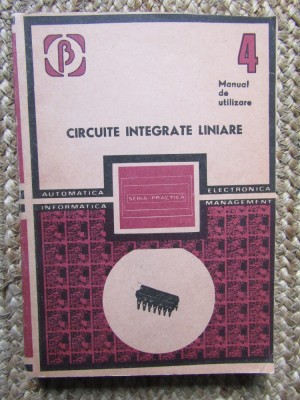 β
4
Manual
de
utilizare
CIRCUITE INTEGRATE LINIARE
AUTOMATICA ELECTRONICA
INFORMATICA MANAGEMENT
SERIA PRACTICA